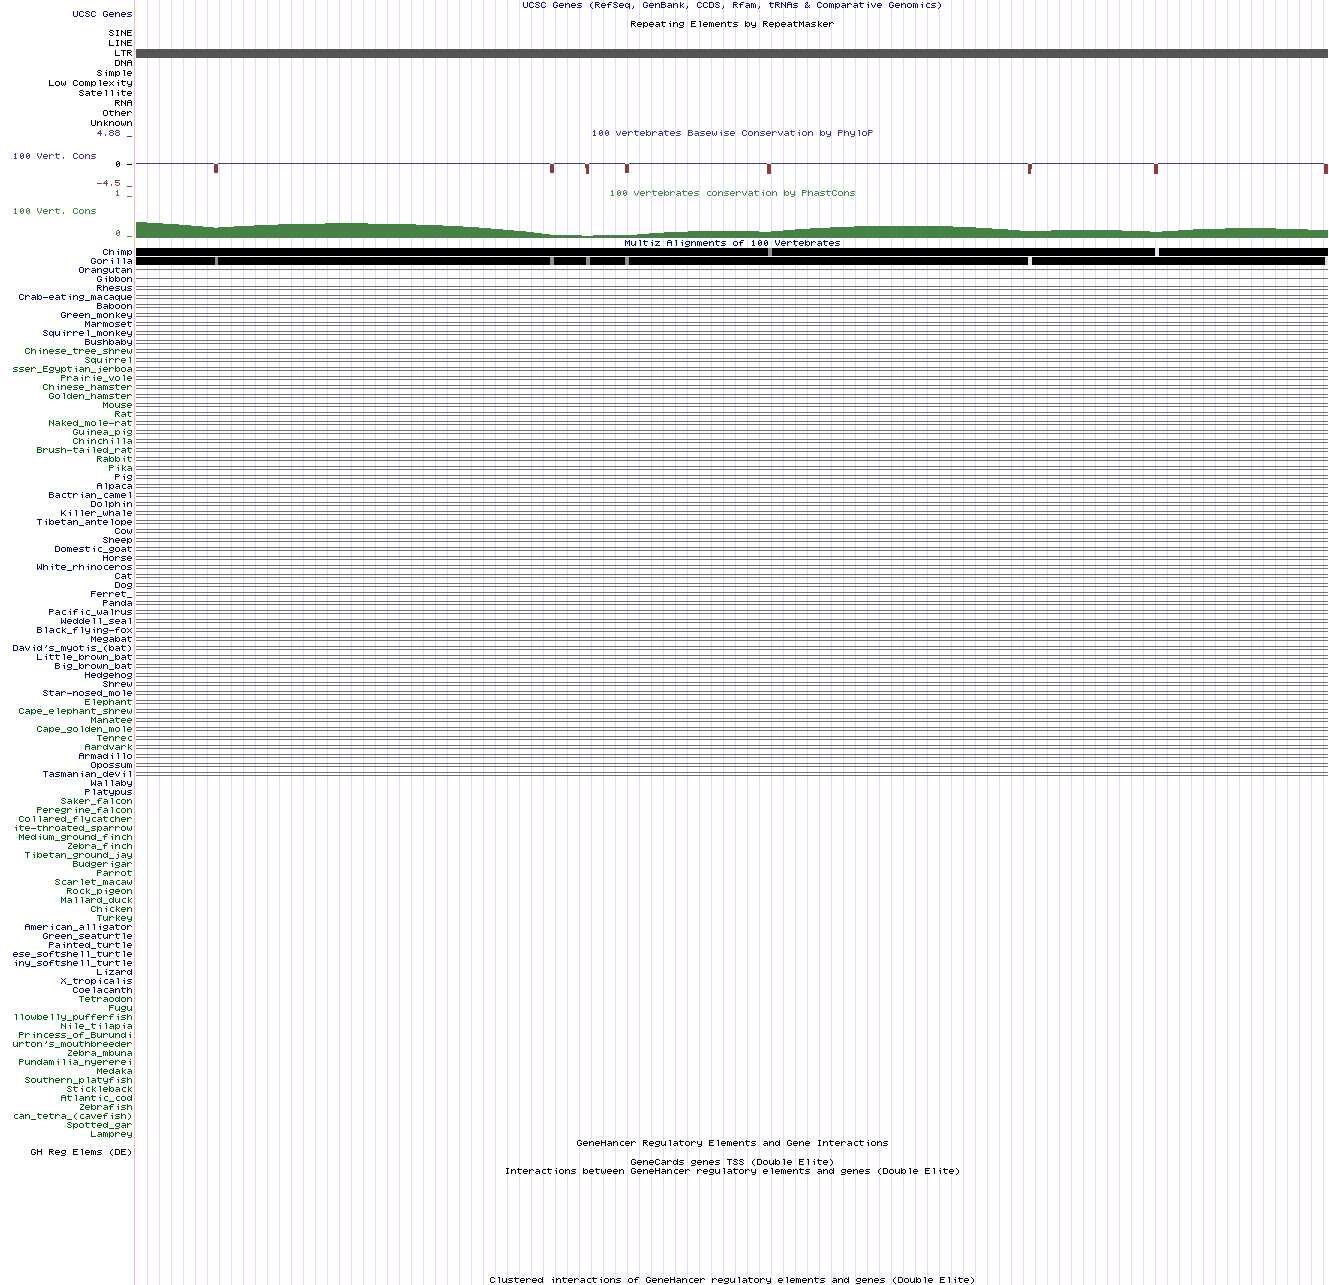 UCSC Genes (RefSeq, GenBank, CCDS, Rfam, tRNAs & Comparative Genomics)
UCSC Genes
Repeating Elements by RepeatMasker
SINE
LINE
LTR
DNA
Simple
Low Complexity
Satellite
RNA
Other
Unknown
100 vertebrates Basewise Conservation by PhyloP
4.88 _
100 Vert. Cons
0 -
-4.5 _
100 vertebrates conservation by PhastCons
1 _
100 Vert. Cons
0 _
Multiz Alignments of 100 Vertebrates
Chimp
Gorilla
Orangutan
Gibbon
Rhesus
Crab-eating_macaque
Baboon
Green_monkey
Marmoset
Squirrel_monkey
Bushbaby
Chinese_tree_shrew
Squirrel
sser_Egyptian_jerboa
Prairie_vole
Chinese_hamster
Golden_hamster
Mouse
Rat
Naked_mole-rat
Guinea_pig
Chinchilla
Brush-tailed_rat
Rabbit
Pika
Pig
Alpaca
Bactrian_camel
Dolphin
Killer_whale
Tibetan_antelope
Cow
Sheep
Domestic_goat
Horse
White_rhinoceros
Cat
Dog
Ferret_
Panda
Pacific_walrus
Weddell_seal
Black_flying-fox
Megabat
David's_myotis_(bat)
Little_brown_bat
Big_brown_bat
Hedgehog
Shrew
Star-nosed_mole
Elephant
Cape_elephant_shrew
Manatee
Cape_golden_mole
Tenrec
Aardvark
Armadillo
Opossum
Tasmanian_devil
Wallaby
Platypus
Saker_falcon
Peregrine_falcon
Collared_flycatcher
ite-throated_sparrow
Medium_ground_finch
Zebra_finch
Tibetan_ground_jay
Budgerigar
Parrot
Scarlet_macaw
Rock_pigeon
Mallard_duck
Chicken
Turkey
American_alligator
Green_seaturtle
Painted_turtle
ese_softshell_turtle
iny_softshell_turtle
Lizard
X_tropicalis
Coelacanth
Tetraodon
Fugu
llowbelly_pufferfish
Nile_tilapia
Princess_of_Burundi
urton's_mouthbreeder
Zebra_mbuna
Pundamilia_nyererei
Medaka
Southern_platyfish
Stickleback
Atlantic_cod
Zebrafish
can_tetra_(cavefish)
Spotted_gar
Lamprey
GeneHancer Regulatory Elements and Gene Interactions
GH Reg Elems (DE)
GeneCards genes TSS (Double Elite)
Interactions between GeneHancer regulatory elements and genes (Double Elite)
Clustered interactions of GeneHancer regulatory elements and genes (Double Elite)